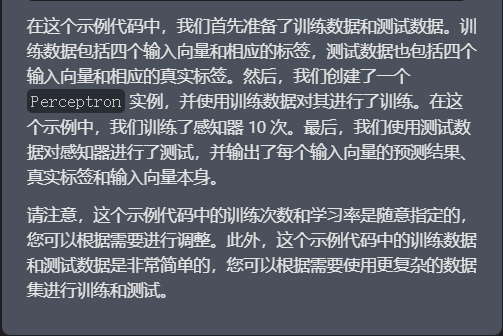 在这个示例代码中，我们首先准备了训练数据和测试数据。训
练数据包括四个输入向量和相应的标签，测试数据也包括四个
输入向量和相应的真实标签。然后，我们创建了一个
Perceptron 实例，并使用训练数据对其进行了训练。在这
个示例中，我们训练了感知器 10 次。最后，我们使用测试数
据对感知器进行了测试，并输出了每个输入向量的预测结果、
真实标签和输入向量本身。
请注意，这个示例代码中的训练次数和学习率是随意指定的，
您可以根据需要进行调整。此外，这个示例代码中的训练数据
和测试数据是非常简单的，您可以根据需要使用更复杂的数据
集进行训练和测试。